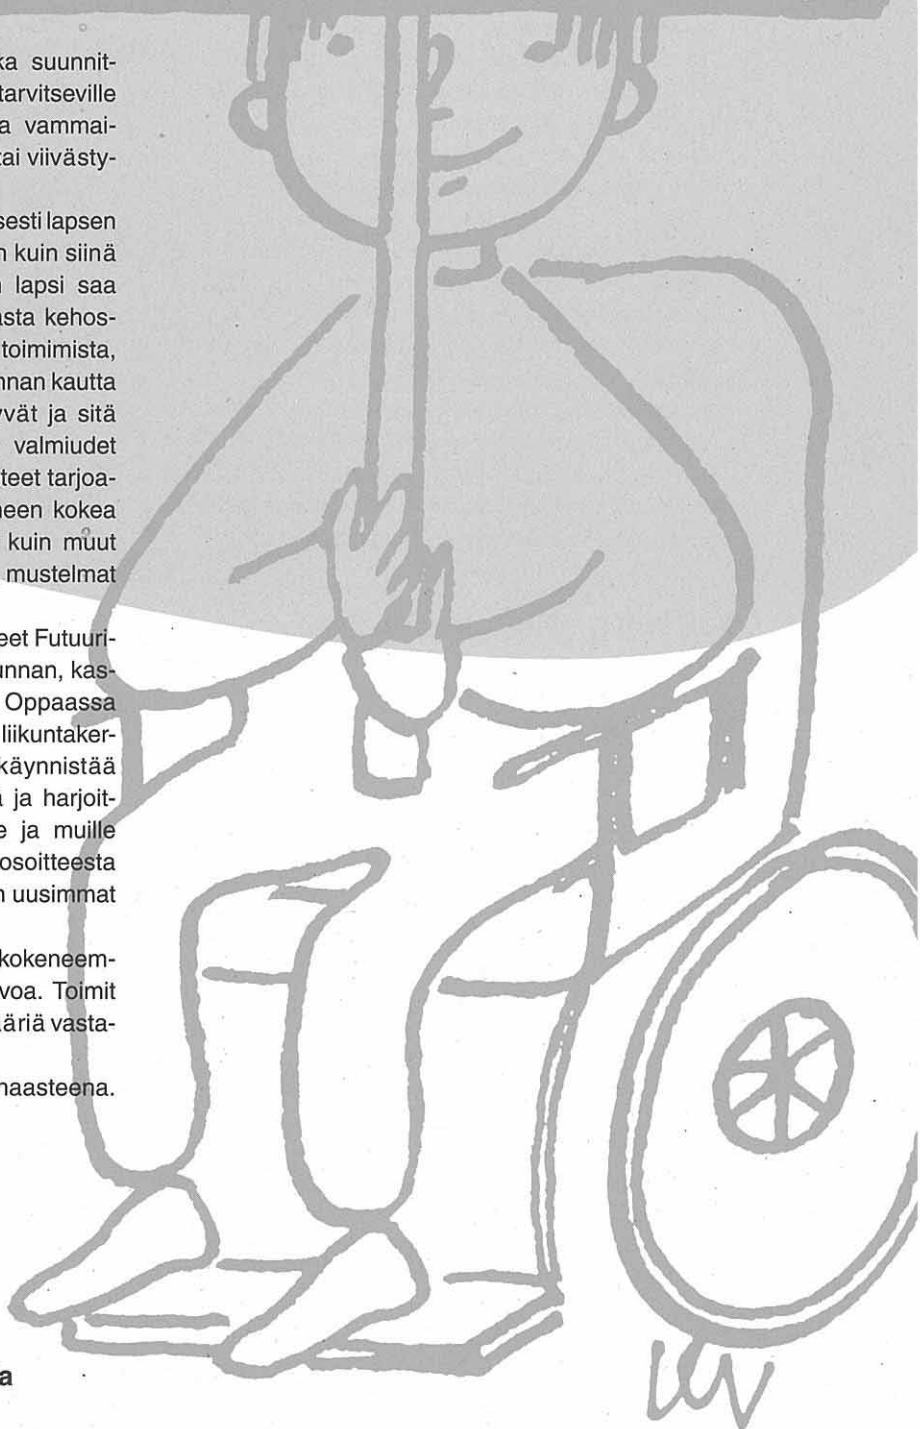 ka suunnit-
tarvitseville
a vammai-
tai viivästy-
sesti lapsen
n kuin siinä
lapsi saa
asta kehos-
toimimista,
nnan kautta
vät ja sitä
valmiudet
teet tarjoa-
neen kokea
kuin muut
mustelmat
eet Futuuri-
unnan, kas-
Oppaassa
liikuntaker-
käynnistää
ä ja harjoit-
e ja muille
osoitteesta
n uusimmat
kokeneem-
voa. Toimit
ääriä vasta-
haasteena.
a